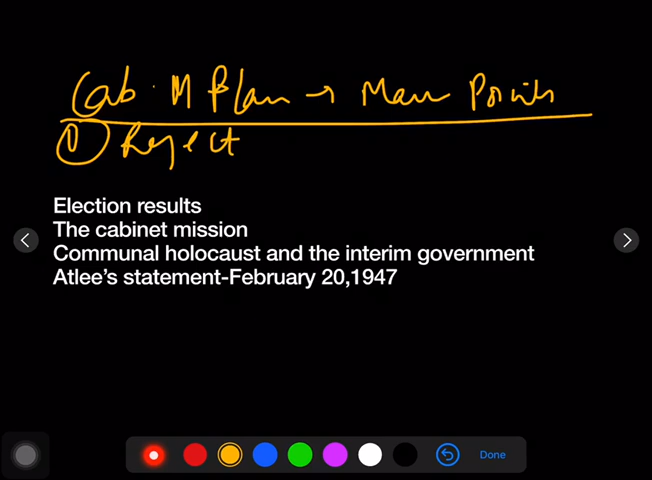 Cab. M Plan → Main Points
① Reject
Election results
The cabinet mission
Communal holocaust and the interim government
Atlee's statement-February 20,1947
Done